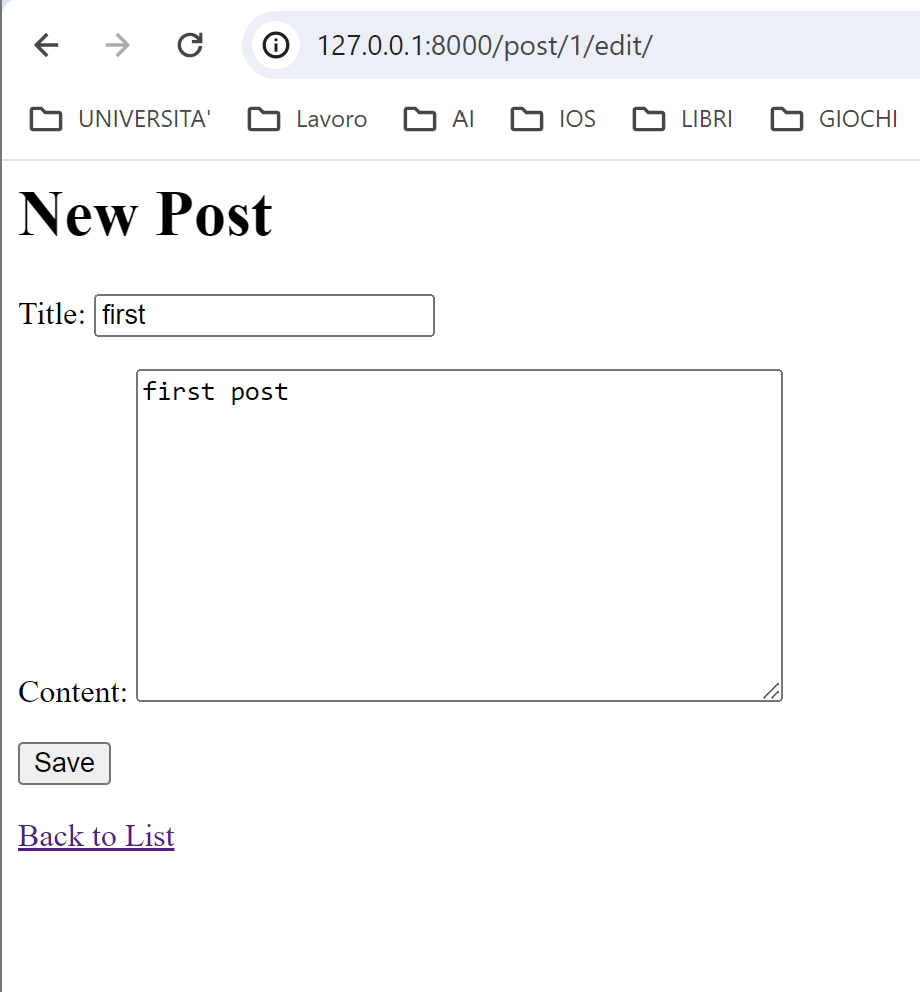 127.0.0.1:8000/post/1/edit/
UNIVERSITA' Lavoro AI IOS LIBRI GIOCHI
New Post
Title: first
first post
Content:
Save
Back to List